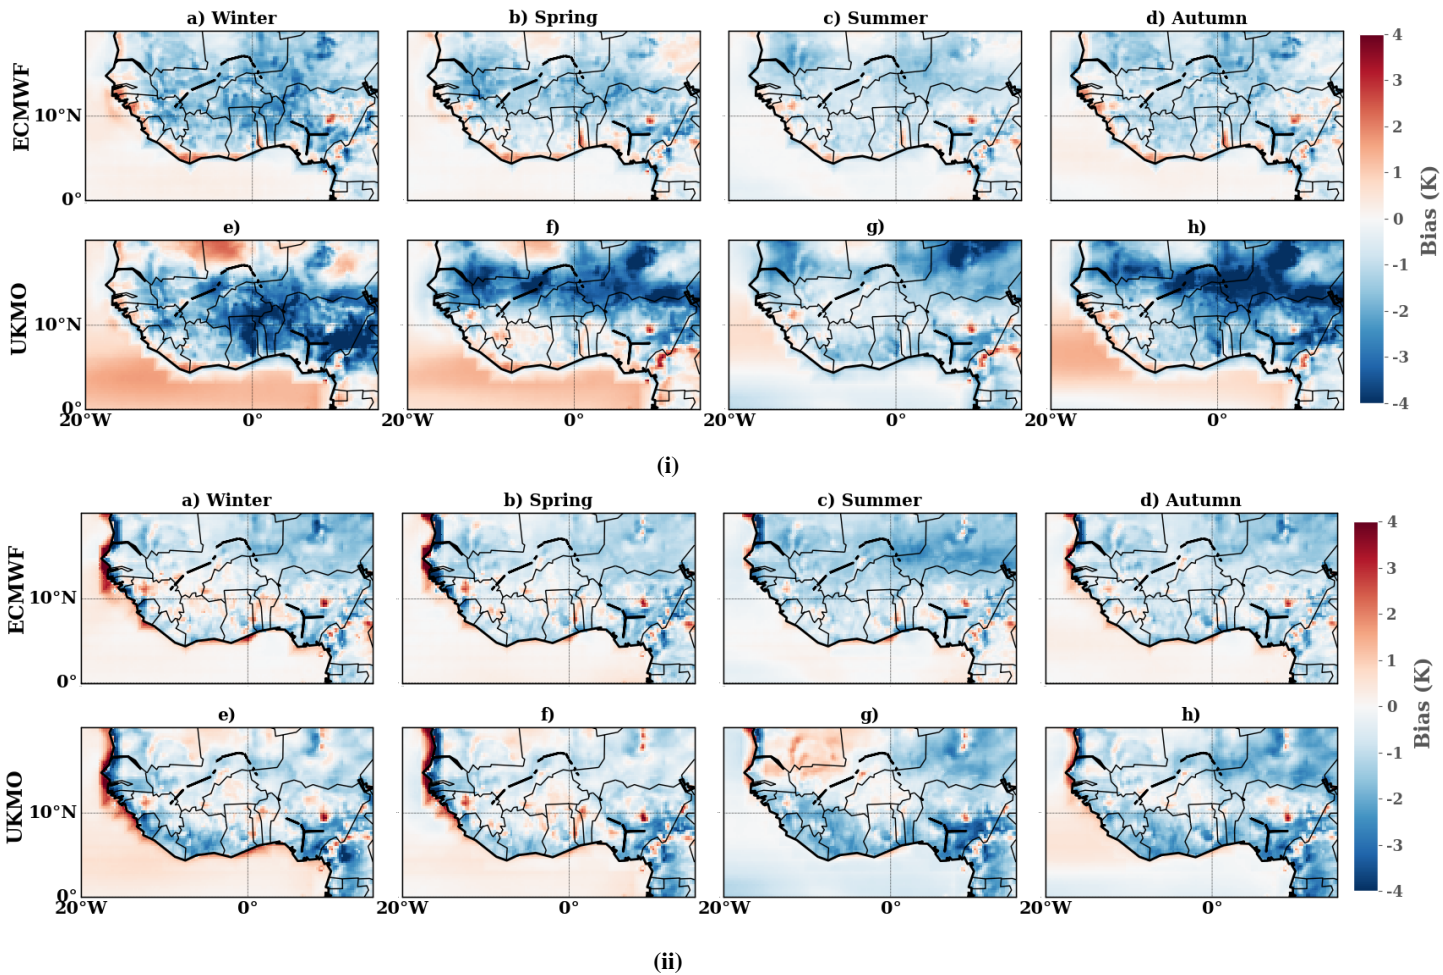 a) Winter b) Spring c) Summer d) Autumn
ECMWF
10°N
0°
4
3
2
1
0
-1
-2
-3
-4
Bias (K)
e) f) g) h)
UKMO
10°N
0°
20°W 0° 20°W 0° 20°W 0° 20°W 0°
(i)
a) Winter b) Spring c) Summer d) Autumn
ECMWF
10°N
0°
4
3
2
1
0
-1
-2
-3
-4
Bias (K)
e) f) g) h)
UKMO
10°N
0°
20°W 0° 20°W 0° 20°W 0° 20°W 0°
(ii)